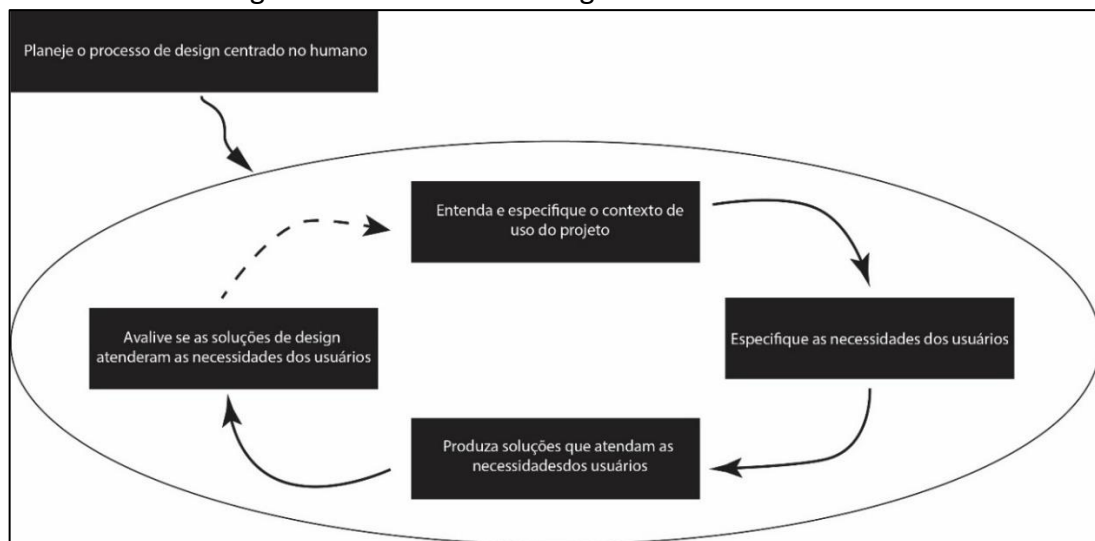 Planeje o processo de design centrado no humano
Entenda e especifique o contexto de
uso do projeto
Avalive se as soluções de design
atenderam as necessidades dos usuários
Especifique as necessidades dos usuários
Produza soluções que atendam as
necessidadesdos usuários